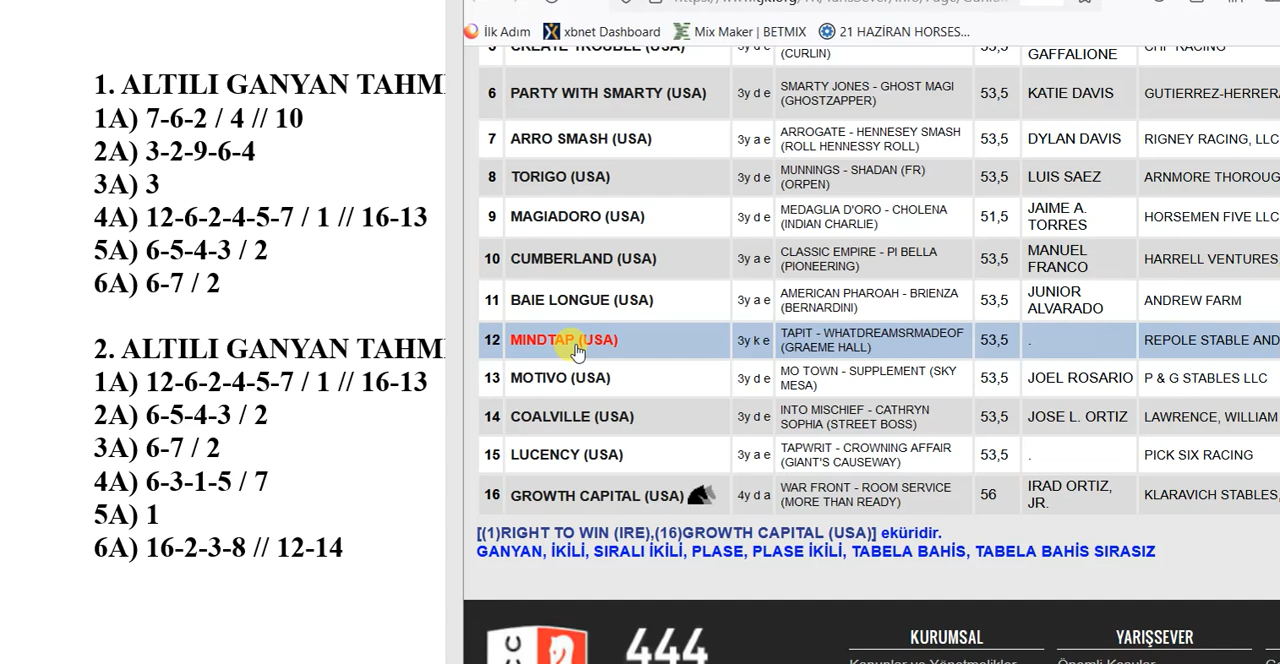 1. ALTILI GANYAN
1A) 7-6-2 / 4 // 10
2A) 3-2-9-6-4
3A) 3
4A) 12-6-2-4-5-7 / 1 // 16-13
5A) 6-5-4-3 / 2
6A) 6-7 / 2
2. ALTILI GANYAN
1A) 12-6-2-4-5-7 / 1 // 16-13
2A) 6-5-4-3 / 2
3A) 6-7 / 2
4A) 6-3-1-5 / 7
5A) 1
6A) 16-2-3-8 // 12-14
İlk Adım xbnet Dashboard Mix Maker | BETMIX 21 HAZİRAN HORSES...
CREATE TROUBLE (USA) (CURLIN) 53,5 GAFFALIONE RACING
6 PARTY WITH SMARTY (USA) 3y d e SMARTY JONES - GHOST MAGI (GHOSTZAPPER) 53,5 KATIE DAVIS
7 ARRO SMASH (USA) 3y a e ARROGATE - HENNESEY SMASH (ROLL HENNESSY ROLL) 53,5 DYLAN DAVIS RIGNEY RACING, LLC
8 TORIGO (USA) 3y d e MUNNINGS - SHADAN (FR) (ORPEN) 53,5 LUIS SAEZ ARNMORE
9 MAGIADORO (USA) 3y d e MEDAGLIA D'ORO - CHOLENA (INDIAN CHARLIE) 51,5 JAIME A. TORRES HORSEMEN FIVE LLC
10 CUMBERLAND (USA) 3y a e CLASSIC EMPIRE - PI BELLA (PIONEERING) 53,5 MANUEL FRANCO HARRELL VENTURES,
11 BAIE LONGUE (USA) 3y a e AMERICAN PHAROAH - BRIENZA (BERNARDINI) 53,5 JUNIOR ALVARADO ANDREW FARM
12 MINDTAP (USA) 3y k e TAPIT - WHATDREAMSRMADEOF (GRAEME HALL) 53,5 . REPOLE STABLE AND
13 MOTIVO (USA) 3y d e MO TOWN - SUPPLEMENT (SKY MESA) 53,5 JOEL ROSARIO P & G STABLES LLC
14 COALVILLE (USA) 3y d e INTO MISCHIEF - CATHRYN SOPHIA (STREET BOSS) 53,5 JOSE L. ORTIZ LAWRENCE, WILLIAM
15 LUCENCY (USA) 3y a e TAPWRIT - CROWNING AFFAIR (GIANT'S CAUSEWAY) 53,5 . PICK SIX RACING
16 GROWTH CAPITAL (USA) 4y d a WAR FRONT - ROOM SERVICE (MORE THAN READY) 56 IRAD ORTIZ, JR. KLARAVICH STABLES,
[(1)RIGHT TO WIN (IRE),(16)GROWTH CAPITAL (USA)] eküridir.
GANYAN, İKİLİ, SIRALI İKİLİ, PLASE, PLASE İKİLİ, TABELA BAHİS, TABELA BAHİS SIRASIZ
444 KURUMSAL YARIŞSEVER